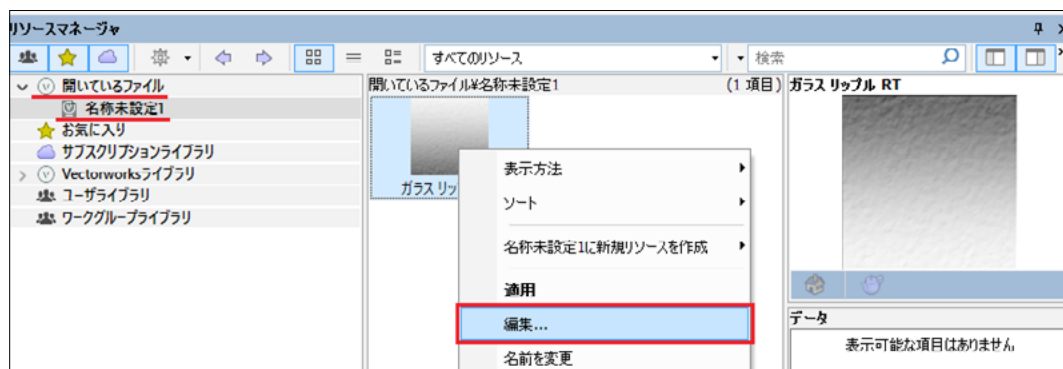 リソースマネージャ
すべてのリソース
検索
開いているファイル
名称未設定1
お気に入り
サブスクリプションライブラリ
Vectorworksライブラリ
ユーザライブラリ
ワークグループライブラリ
開いているファイル¥名称未設定1 (1 項目)
ガラス リッ
表示方法
ソート
名称未設定1に新規リソースを作成
適用
編集...
名前を変更
ガラス リップル RT
データ
表示可能な項目はありません